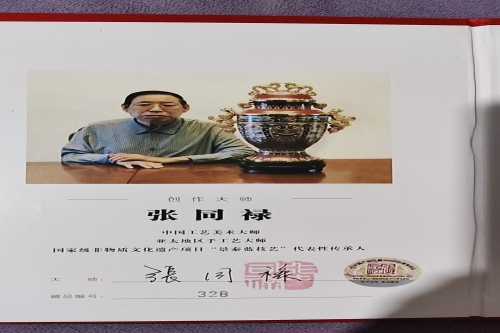 创作大师
张同禄
中国工艺美术大师
亚太地区手工艺大师
国家级非物质文化遗产项目“景泰蓝技艺”代表性传承人
大师 張同禄
藏品编号: 328